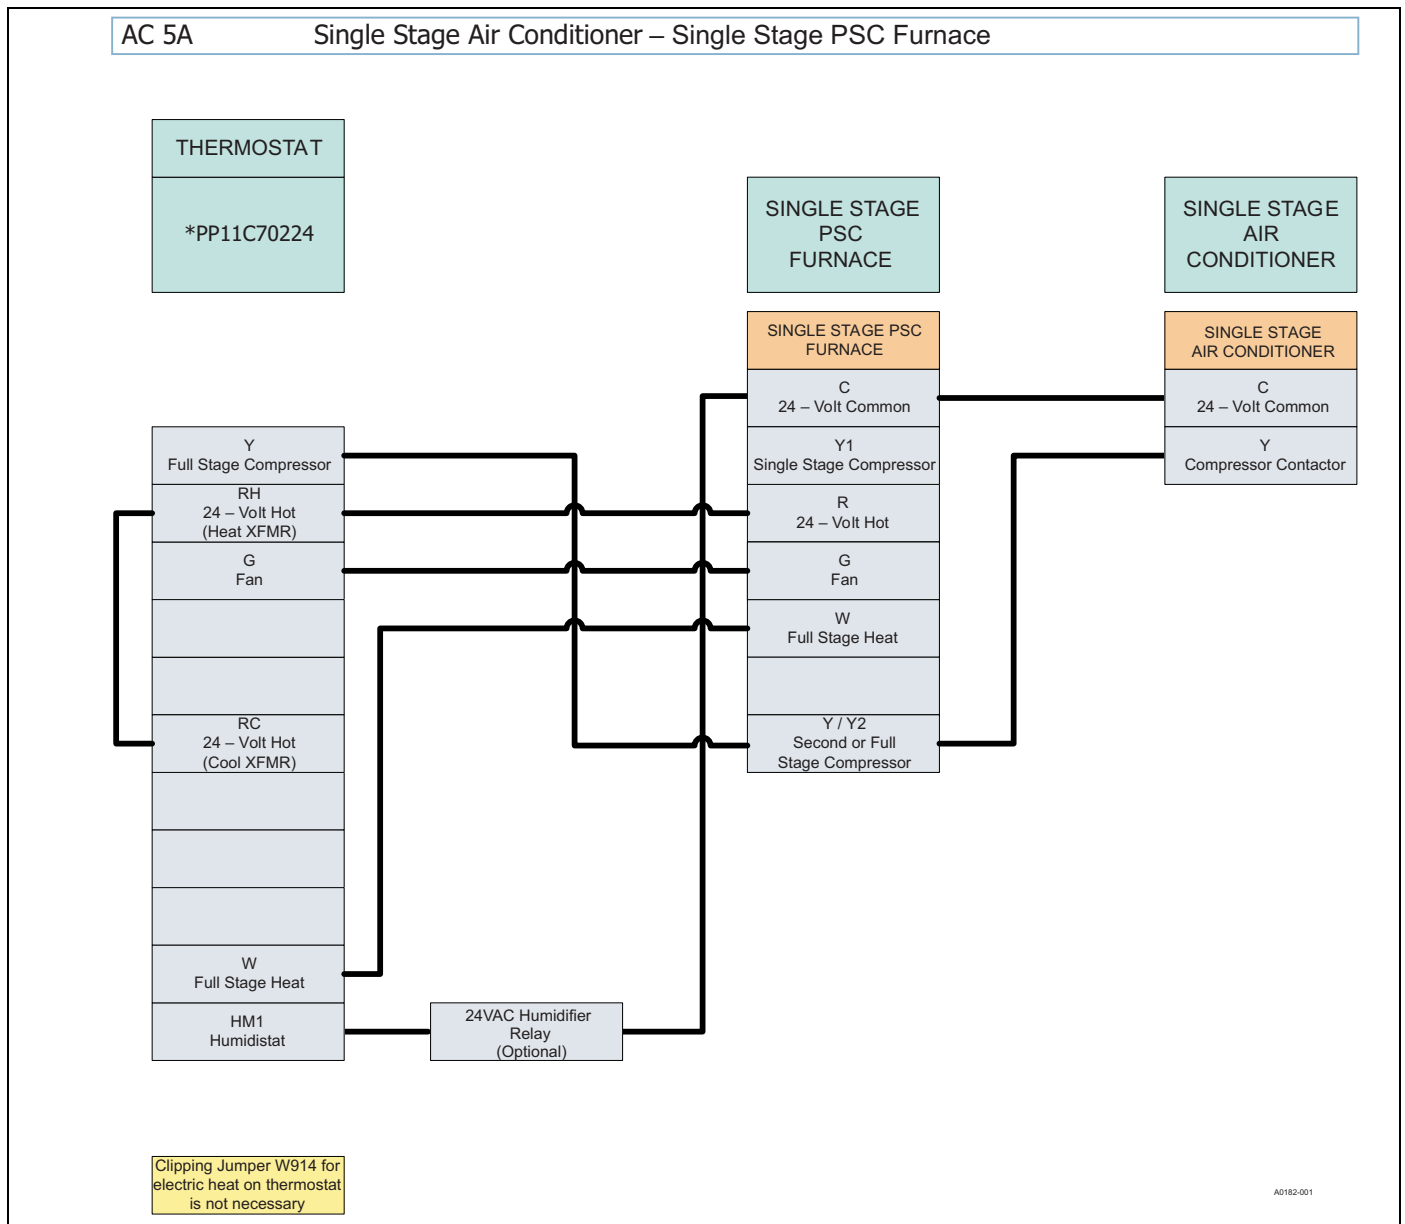 AC 5A Single Stage Air Conditioner – Single Stage PSC Furnace
THERMOSTAT
*PP11C70224
SINGLE STAGE
PSC
FURNACE
SINGLE STAGE
AIR
CONDITIONER
SINGLE STAGE PSC
FURNACE
SINGLE STAGE
AIR CONDITIONER
C
24 – Volt Common
C
24 – Volt Common
Y
Full Stage Compressor
Y1
Single Stage Compressor
Y
Compressor Contactor
RH
24 – Volt Hot
(Heat XFMR)
R
24 – Volt Hot
G
Fan
G
Fan
W
Full Stage Heat
RC
24 – Volt Hot
(Cool XFMR)
Y / Y2
Second or Full
Stage Compressor
W
Full Stage Heat
HM1
Humidistat
24VAC Humidifier
Relay
(Optional)
Clipping Jumper W914 for
electric heat on thermostat
is not necessary
A0182-001